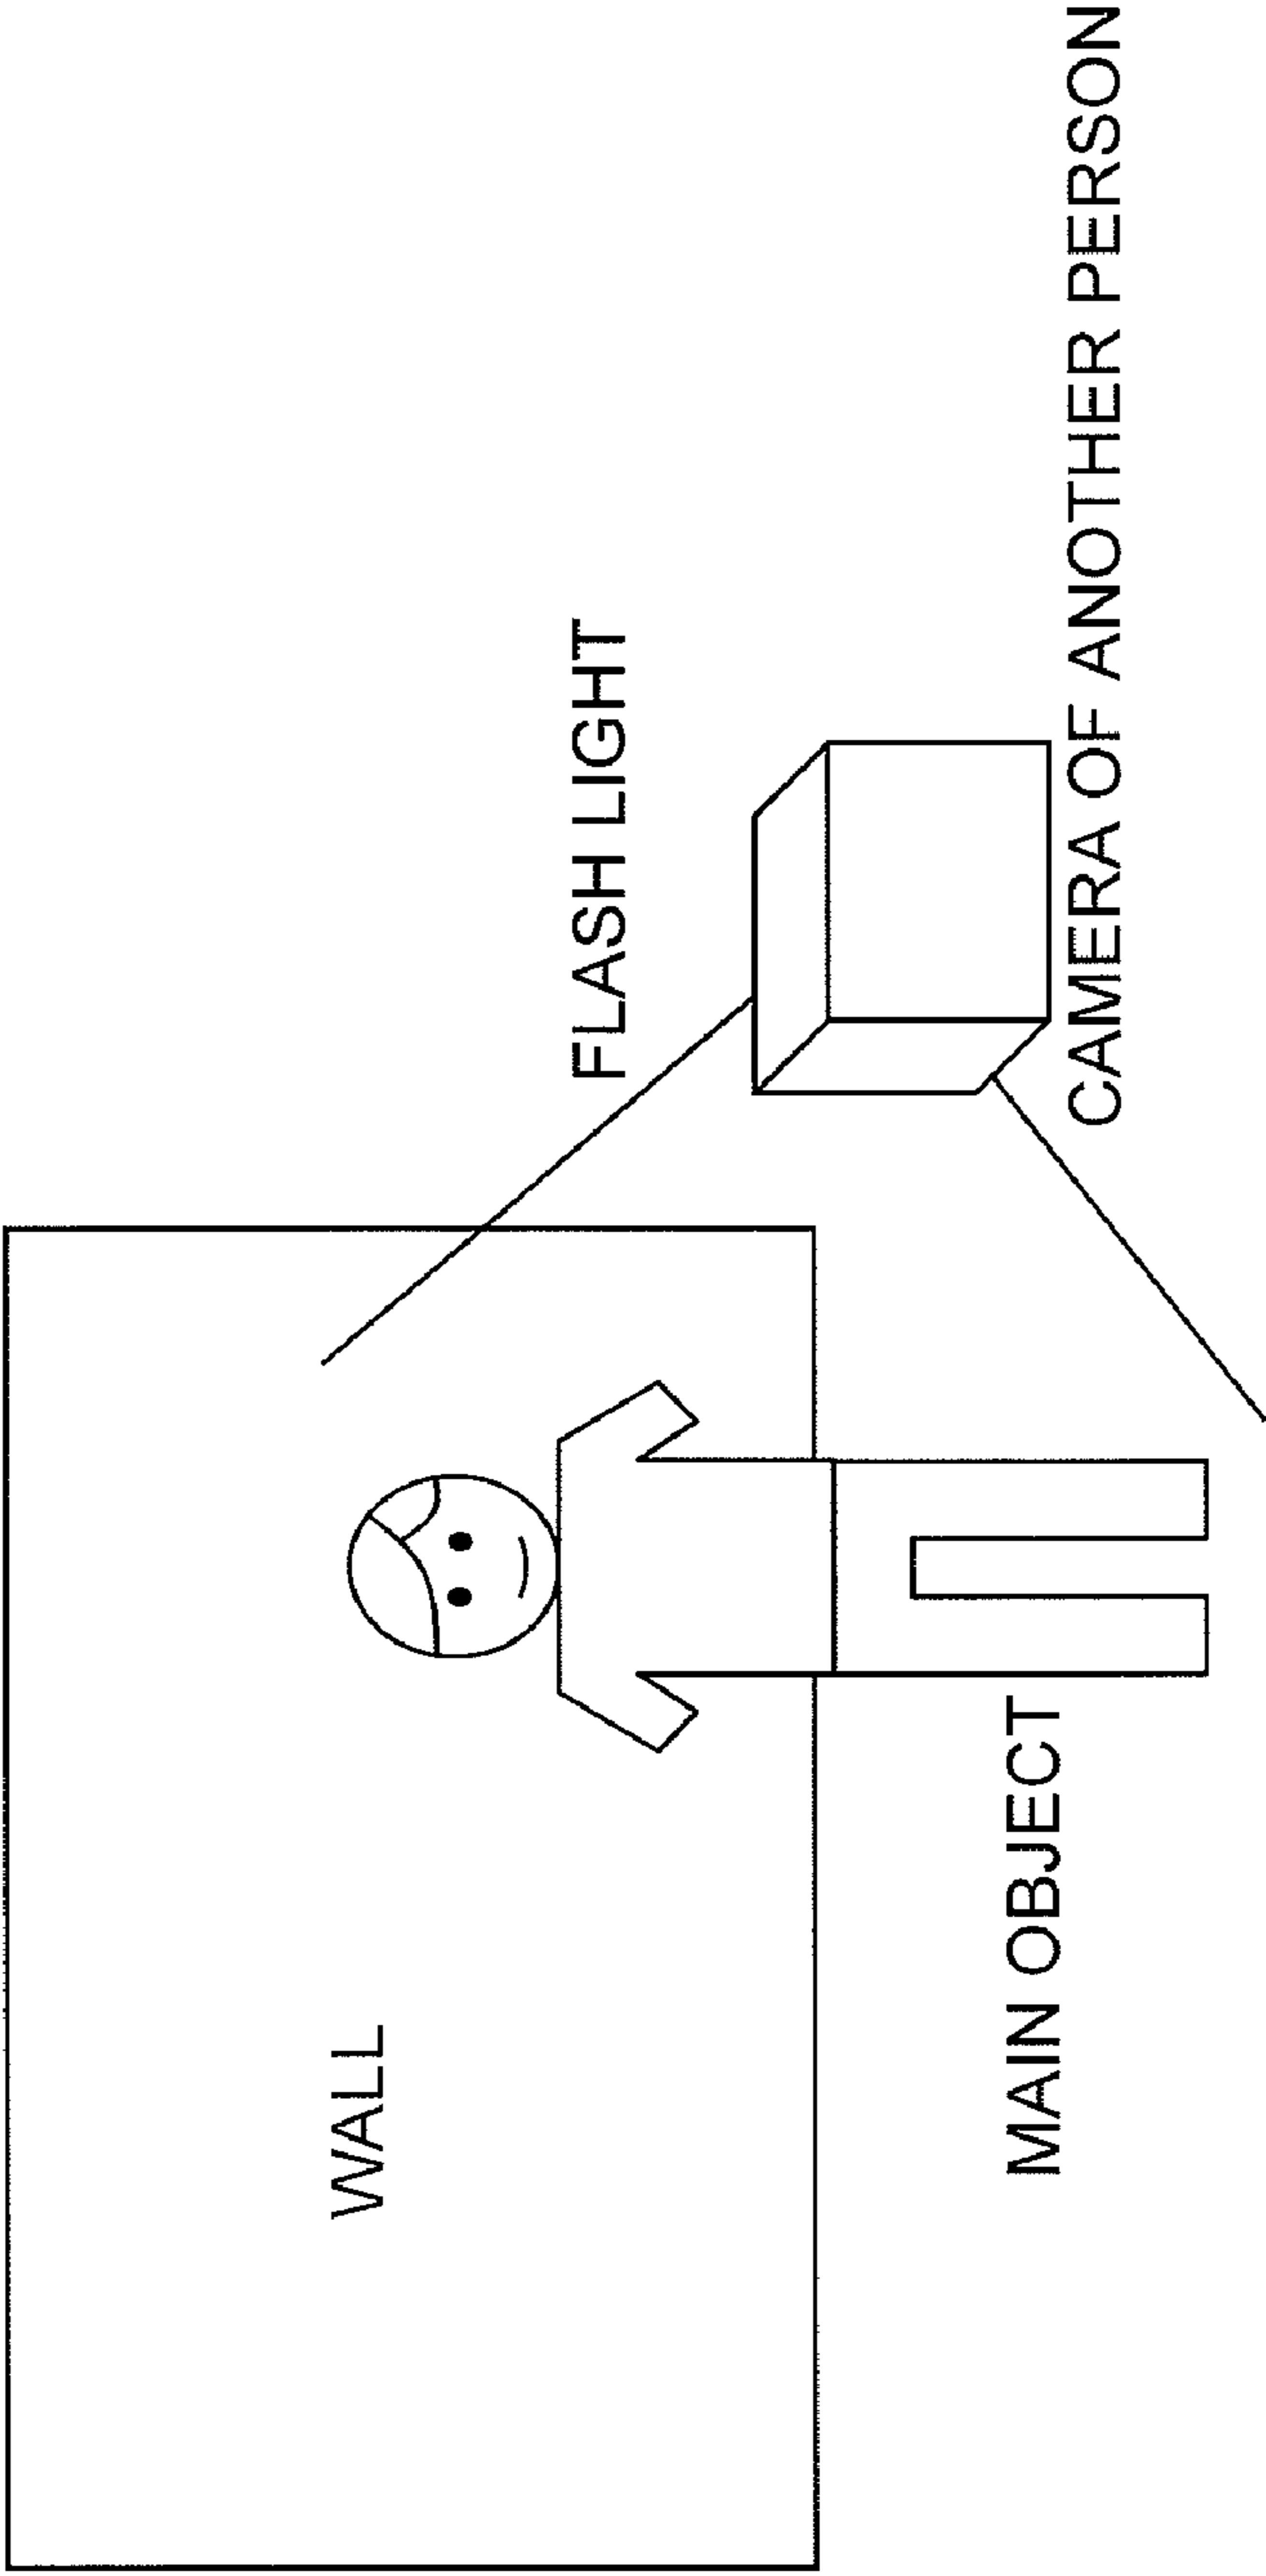 WALL
FLASH LIGHT
MAIN OBJECT
CAMERA OF ANOTHER PERSON